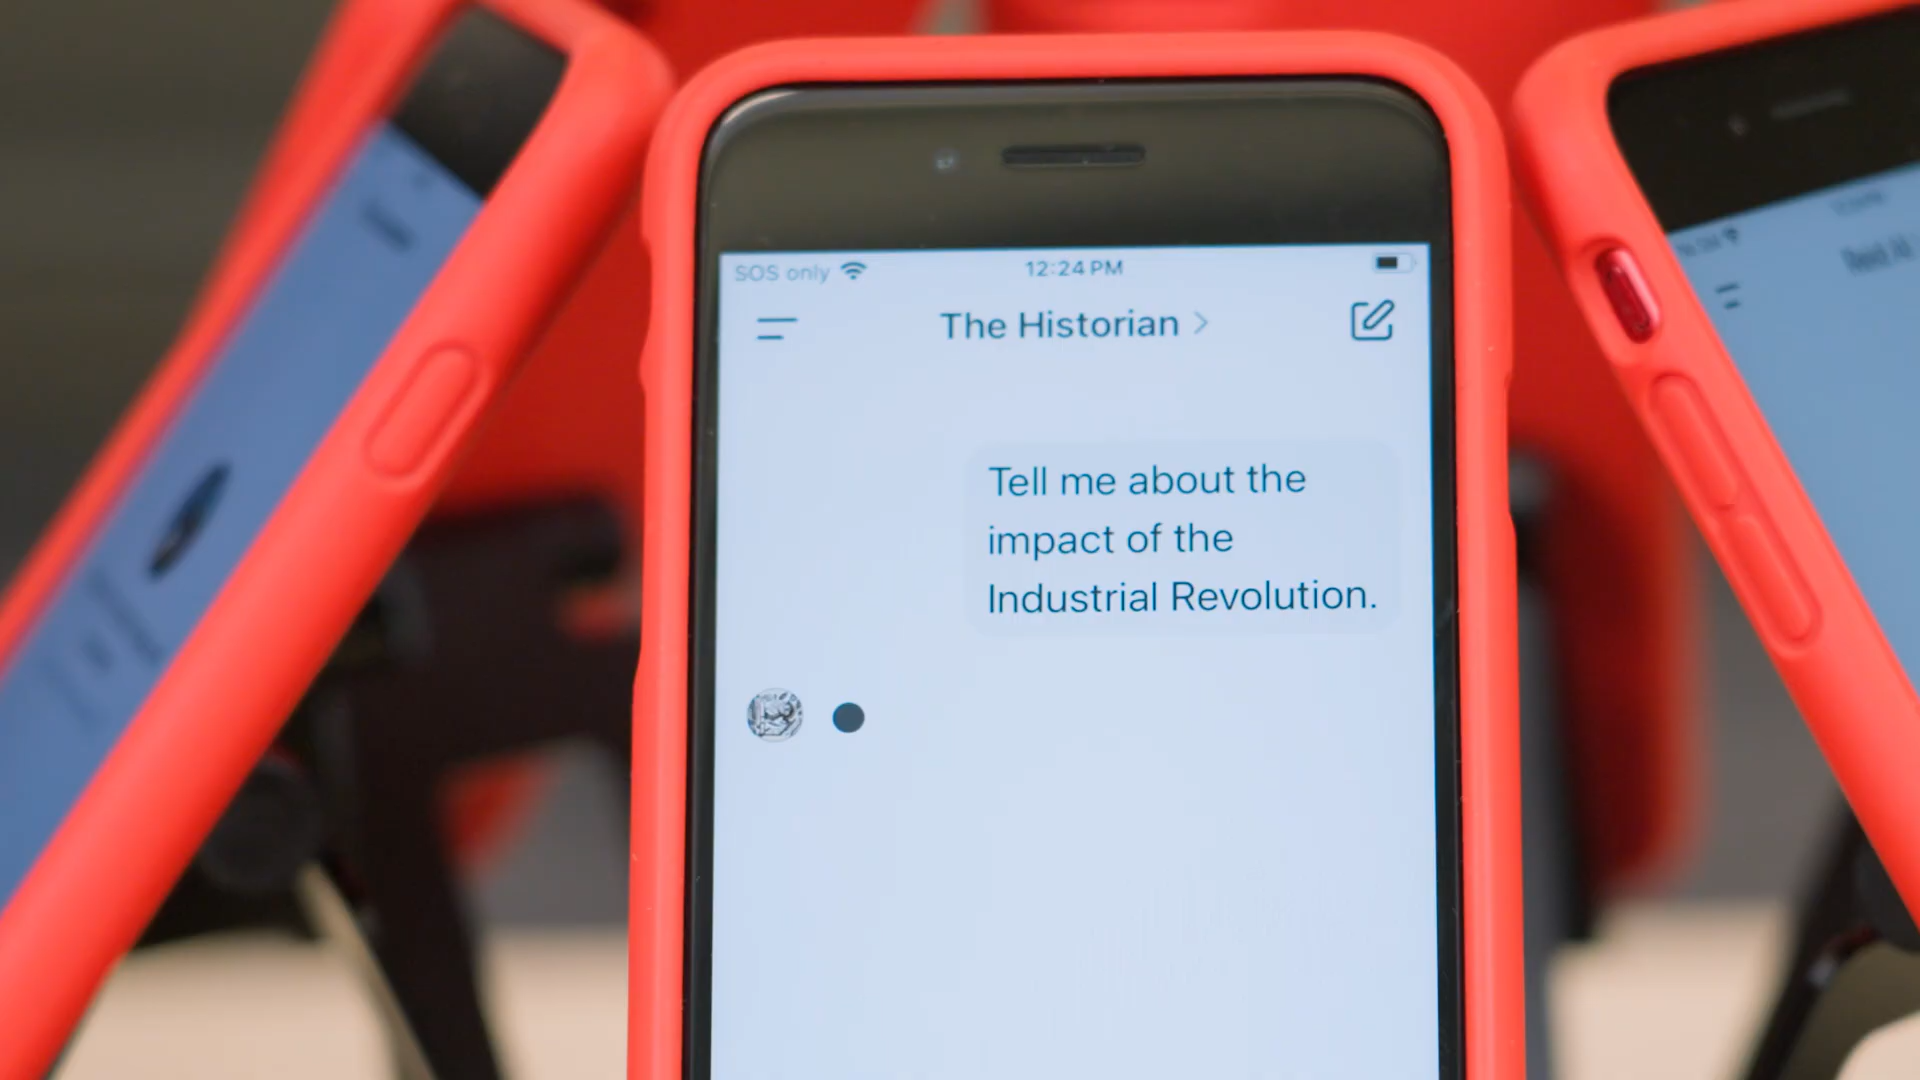 SOS only
12:24 PM
The Historian
Tell me about the
impact of the
Industrial Revolution.